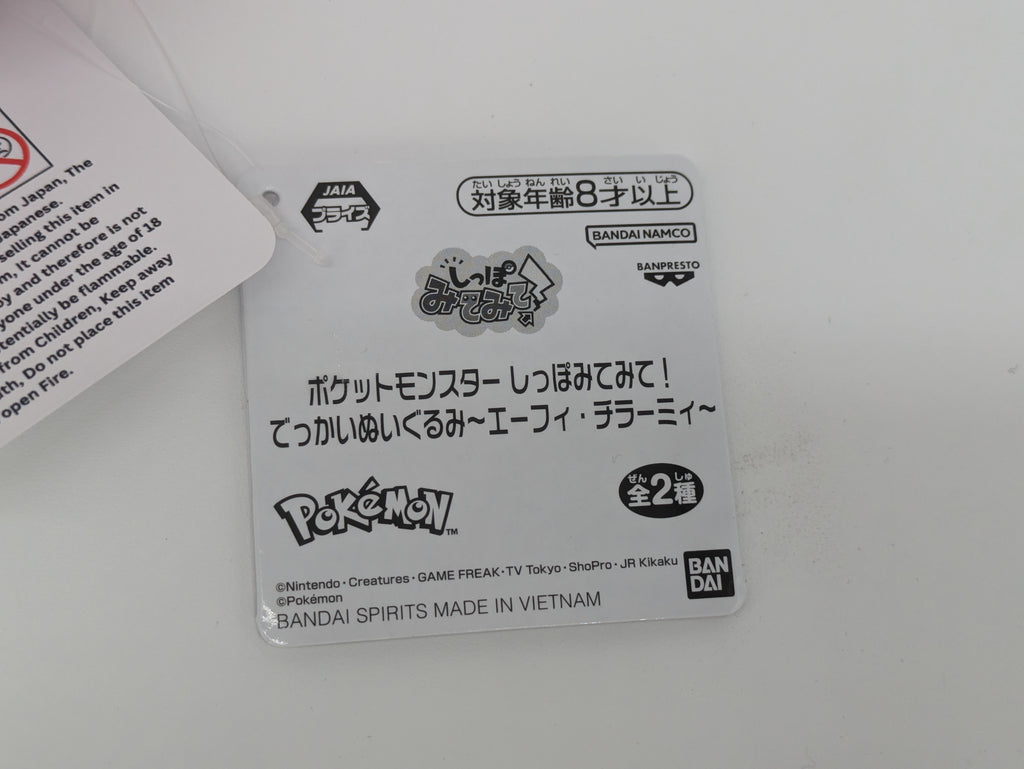 om Japan, The
apanese.
selling this item in
m, it cannot be
oy and therefore is not
yone under the age of 18
tentially be flammable.
from Children, Keep away
uth, Do not place this item
open Fire.
JAIA
プライズ
たいしょうねんれい さい いじょう
対象年齢8才以上
BANDAI NAMCO
BANPRESTO
しっぽ
みてみて!
ポケットモンスター しっぽみてみて!
でっかいぬいぐるみ~エーフィ・チラーミィ~
Pokémon™
ぜん しゅ
全2種
©Nintendo・Creatures・GAME FREAK・TV Tokyo・ShoPro・JR Kikaku
©Pokémon
BANDAI SPIRITS MADE IN VIETNAM
BAN
DAI